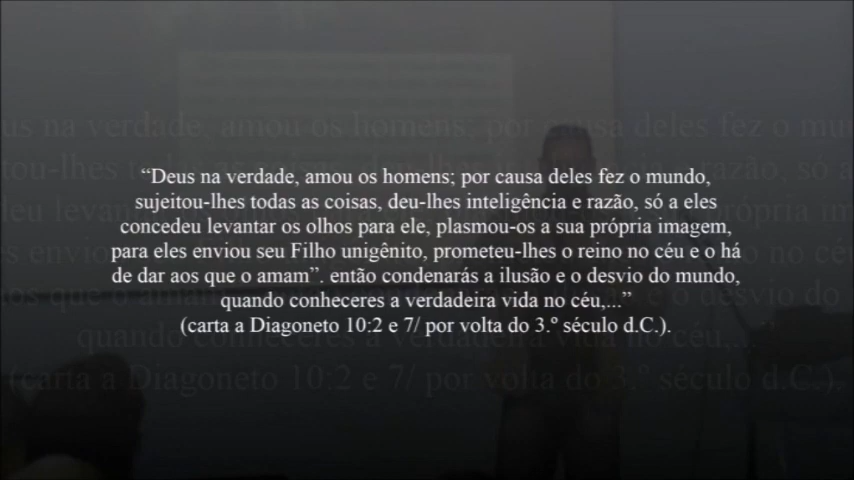 “Deus na verdade, amou os homens; por causa deles fez o mundo,
sujeitou-lhes todas as coisas, deu-lhes inteligência e razão, só a eles
concedeu levantar os olhos para ele, plasmou-os a sua própria imagem,
para eles enviou seu Filho unigênito, prometeu-lhes o reino no céu e o há
de dar aos que o amam”. então condenarás a ilusão e o desvio do mundo,
quando conheceres a verdadeira vida no céu,...”
(carta a Diagoneto 10:2 e 7/ por volta do 3.º século d.C.).